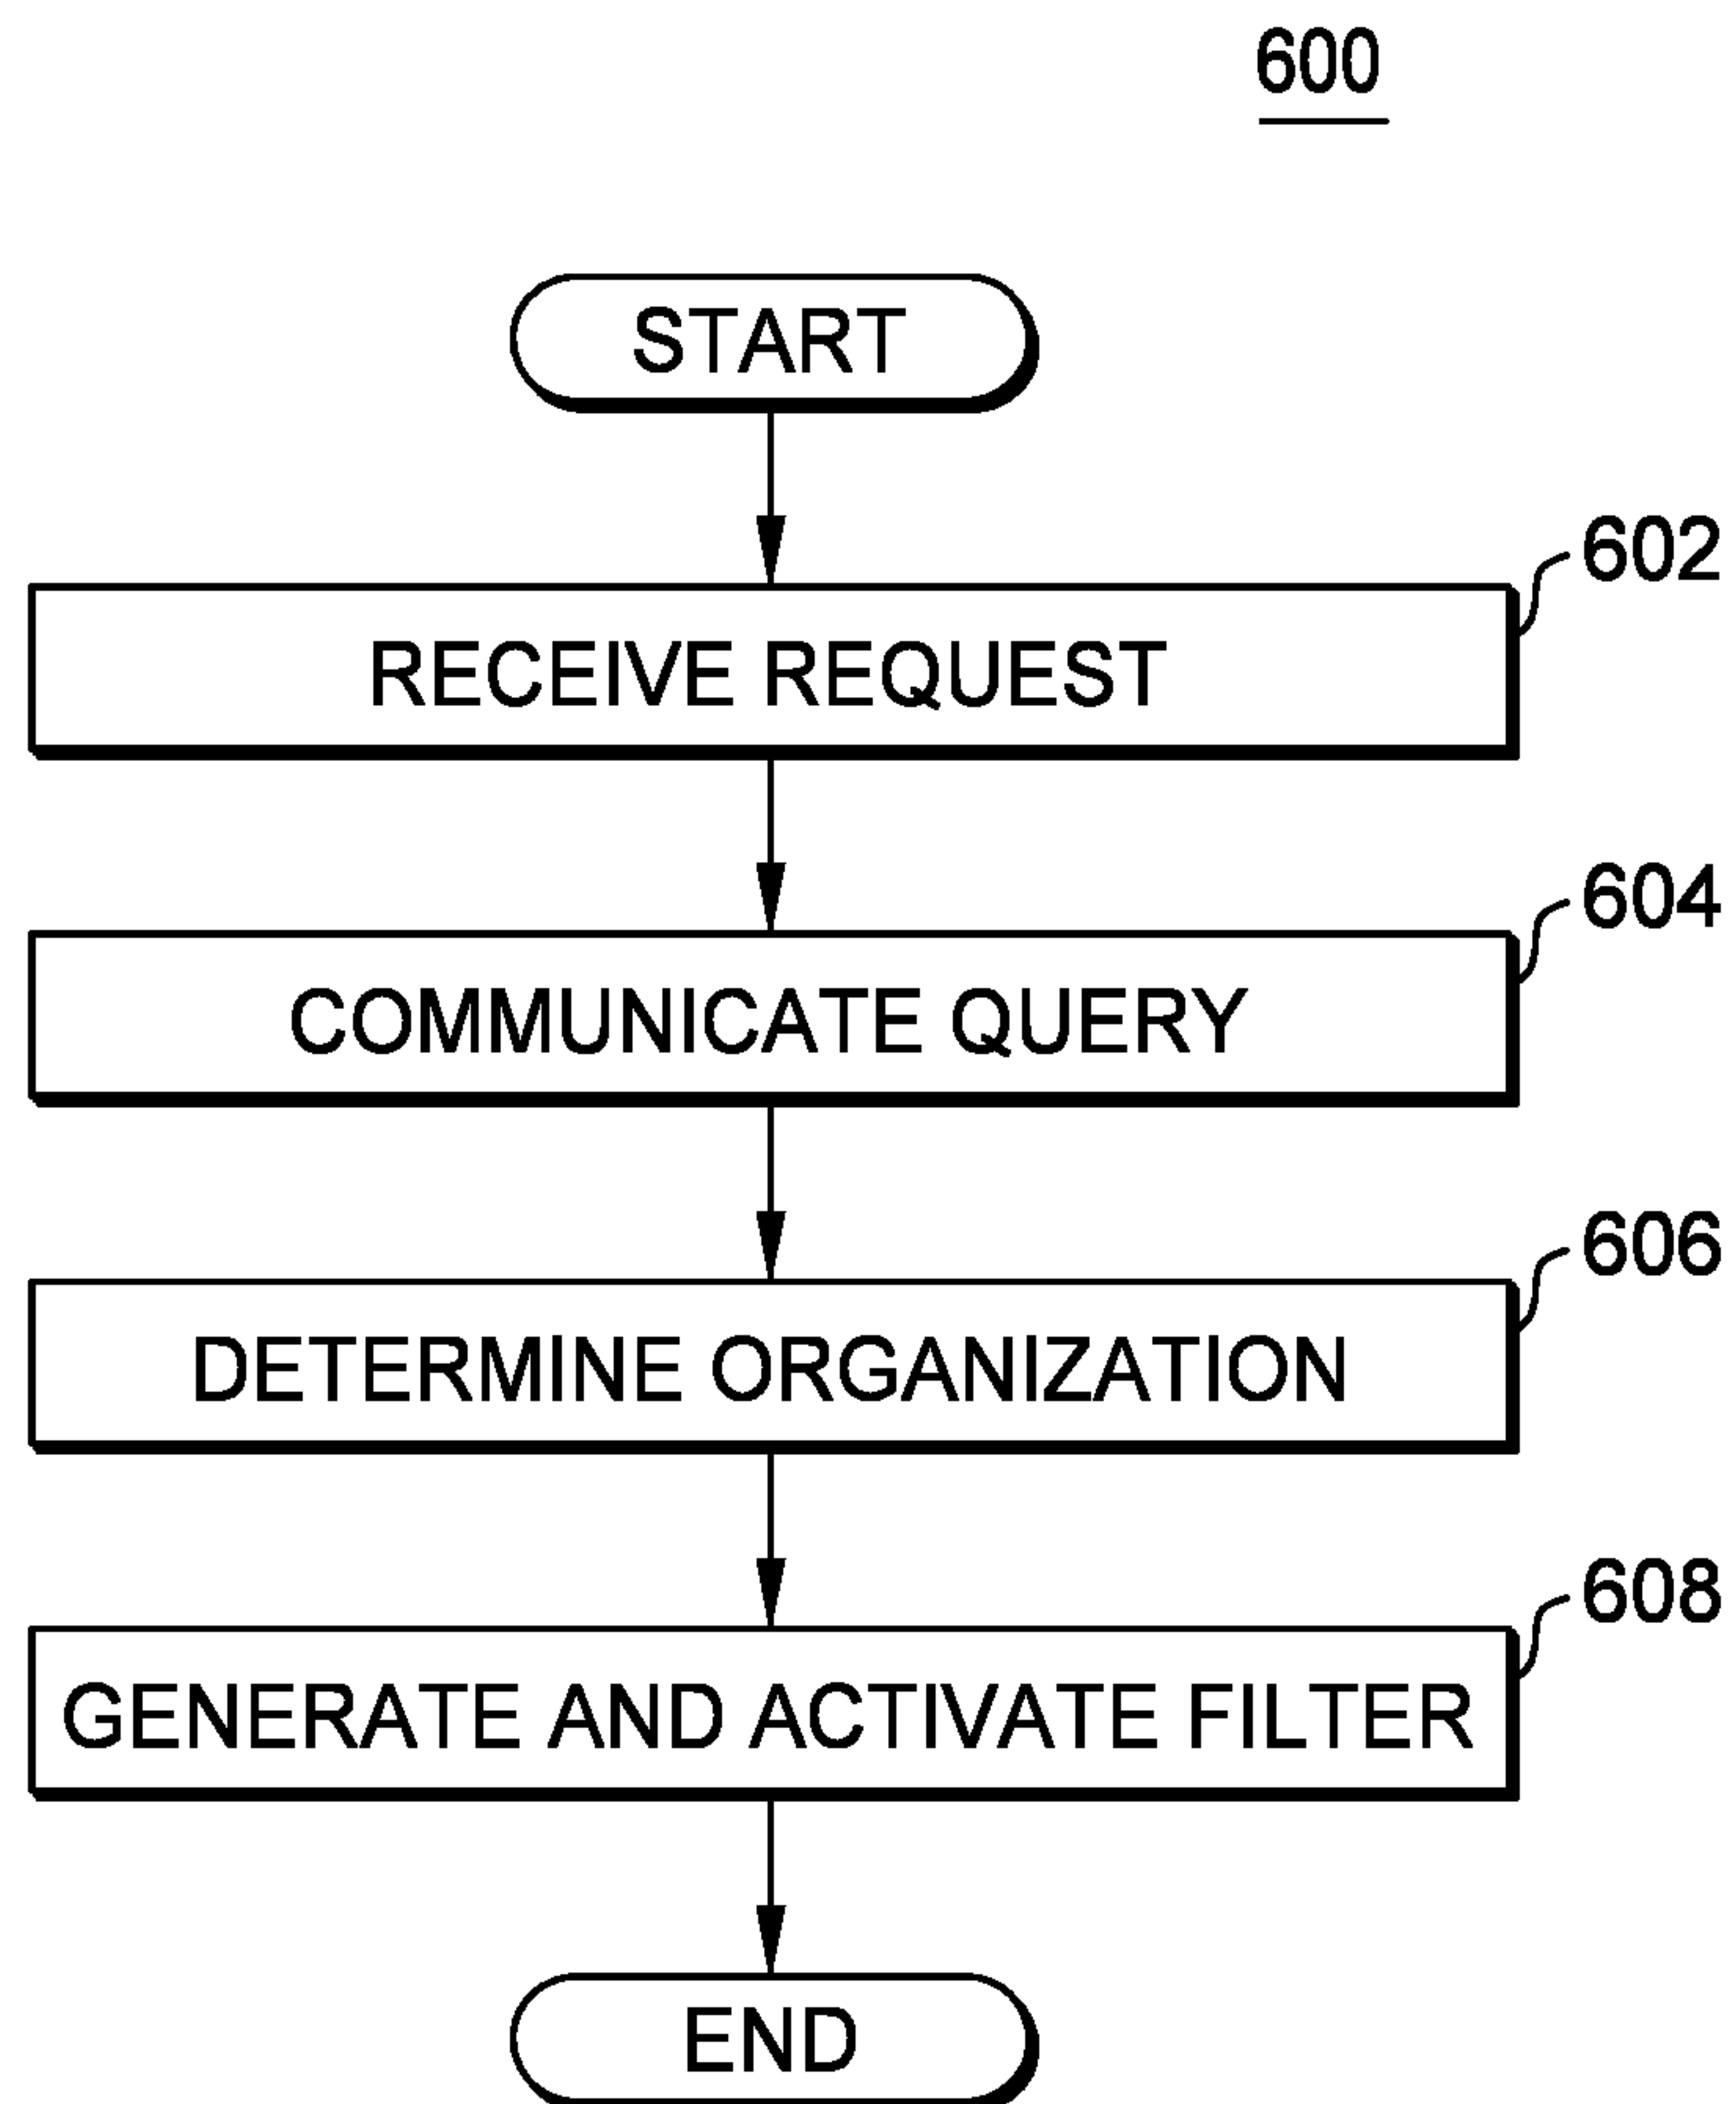 600
START
602
RECEIVE REQUEST
604
COMMUNICATE QUERY
606
DETERMINE ORGANIZATION
608
GENERATE AND ACTIVATE FILTER
END